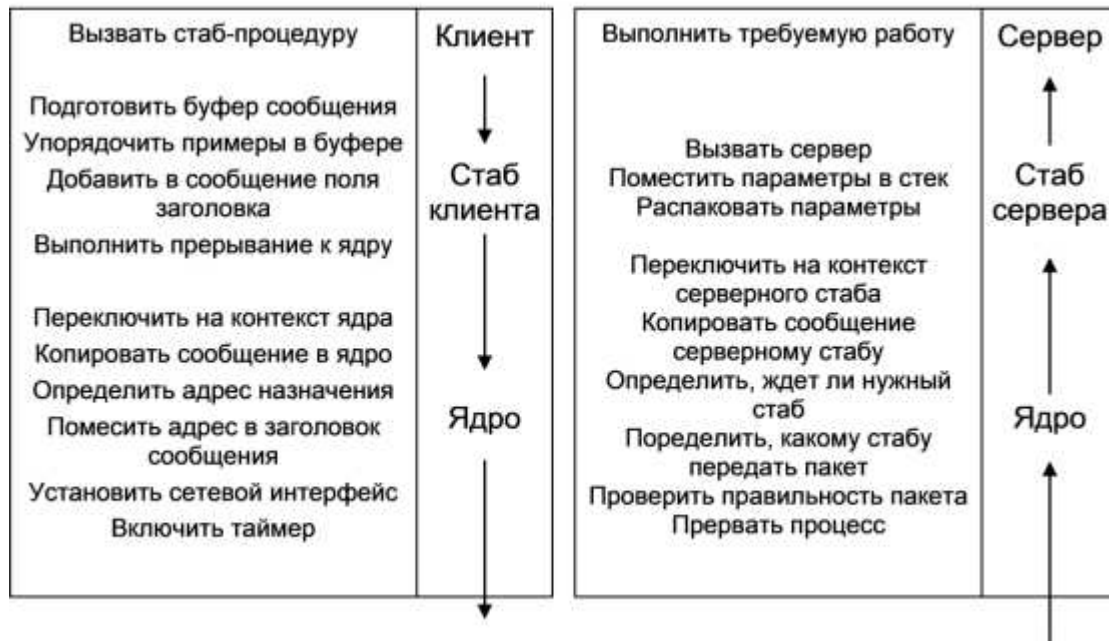 Вызвать стаб-процедуру
Подготовить буфер сообщения
Упорядочить примеры в буфере
Добавить в сообщение поля
заголовка
Выполнить прерывание к ядру
Переключить на контекст ядра
Копировать сообщение в ядро
Определить адрес назначения
Помесить адрес в заголовок
сообщения
Установить сетевой интерфейс
Включить таймер
Клиент
Стаб
клиента
Ядро
Выполнить требуемую работу
Вызвать сервер
Поместить параметры в стек
Распаковать параметры
Переключить на контекст
серверного стаба
Копировать сообщение
серверному стабу
Определить, ждет ли нужный
стаб
Поределить, какому стабу
передать пакет
Проверить правильность пакета
Прервать процесс
Сервер
Стаб
сервера
Ядро